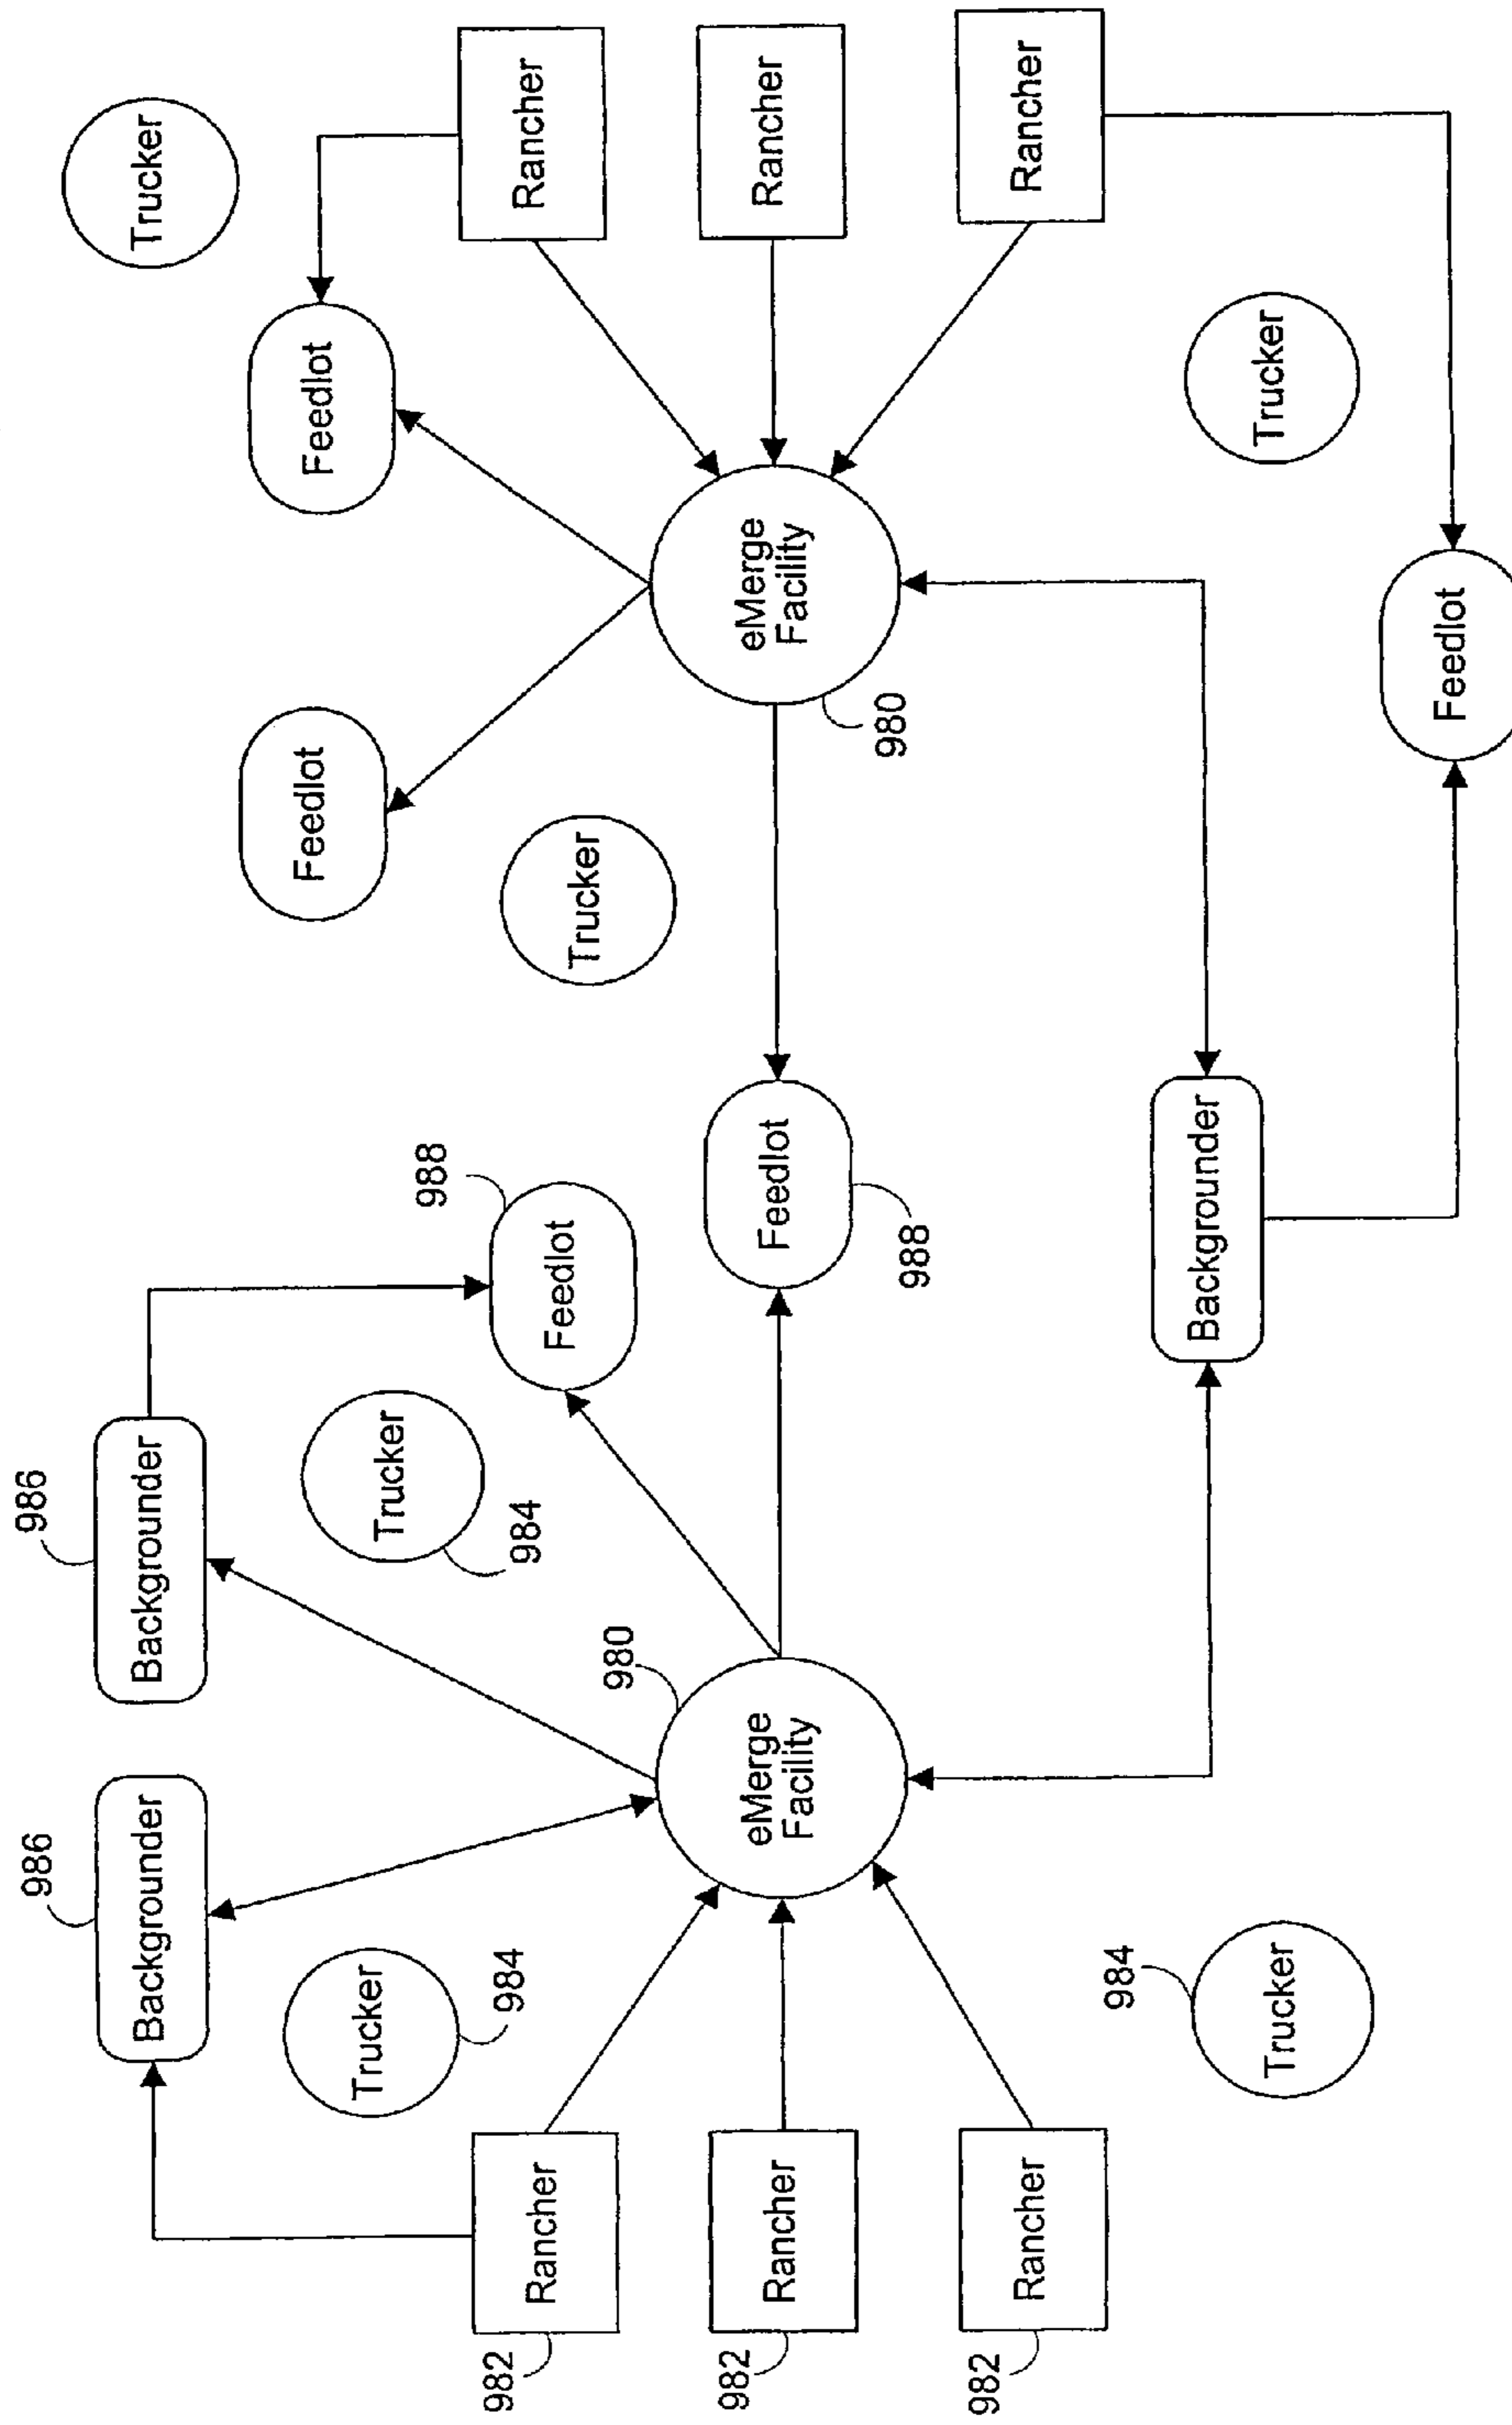 986
Backgrounder
986
Backgrounder
Trucker
984
Trucker
984
988
Feedlot
Feedlot
Feedlot
Trucker
Trucker
982
Rancher
982
Rancher
982
Rancher
eMerge
Facility
980
Feedlot
988
eMerge
Facility
980
Rancher
Rancher
Rancher
984
Trucker
Backgrounder
Trucker
Feedlot